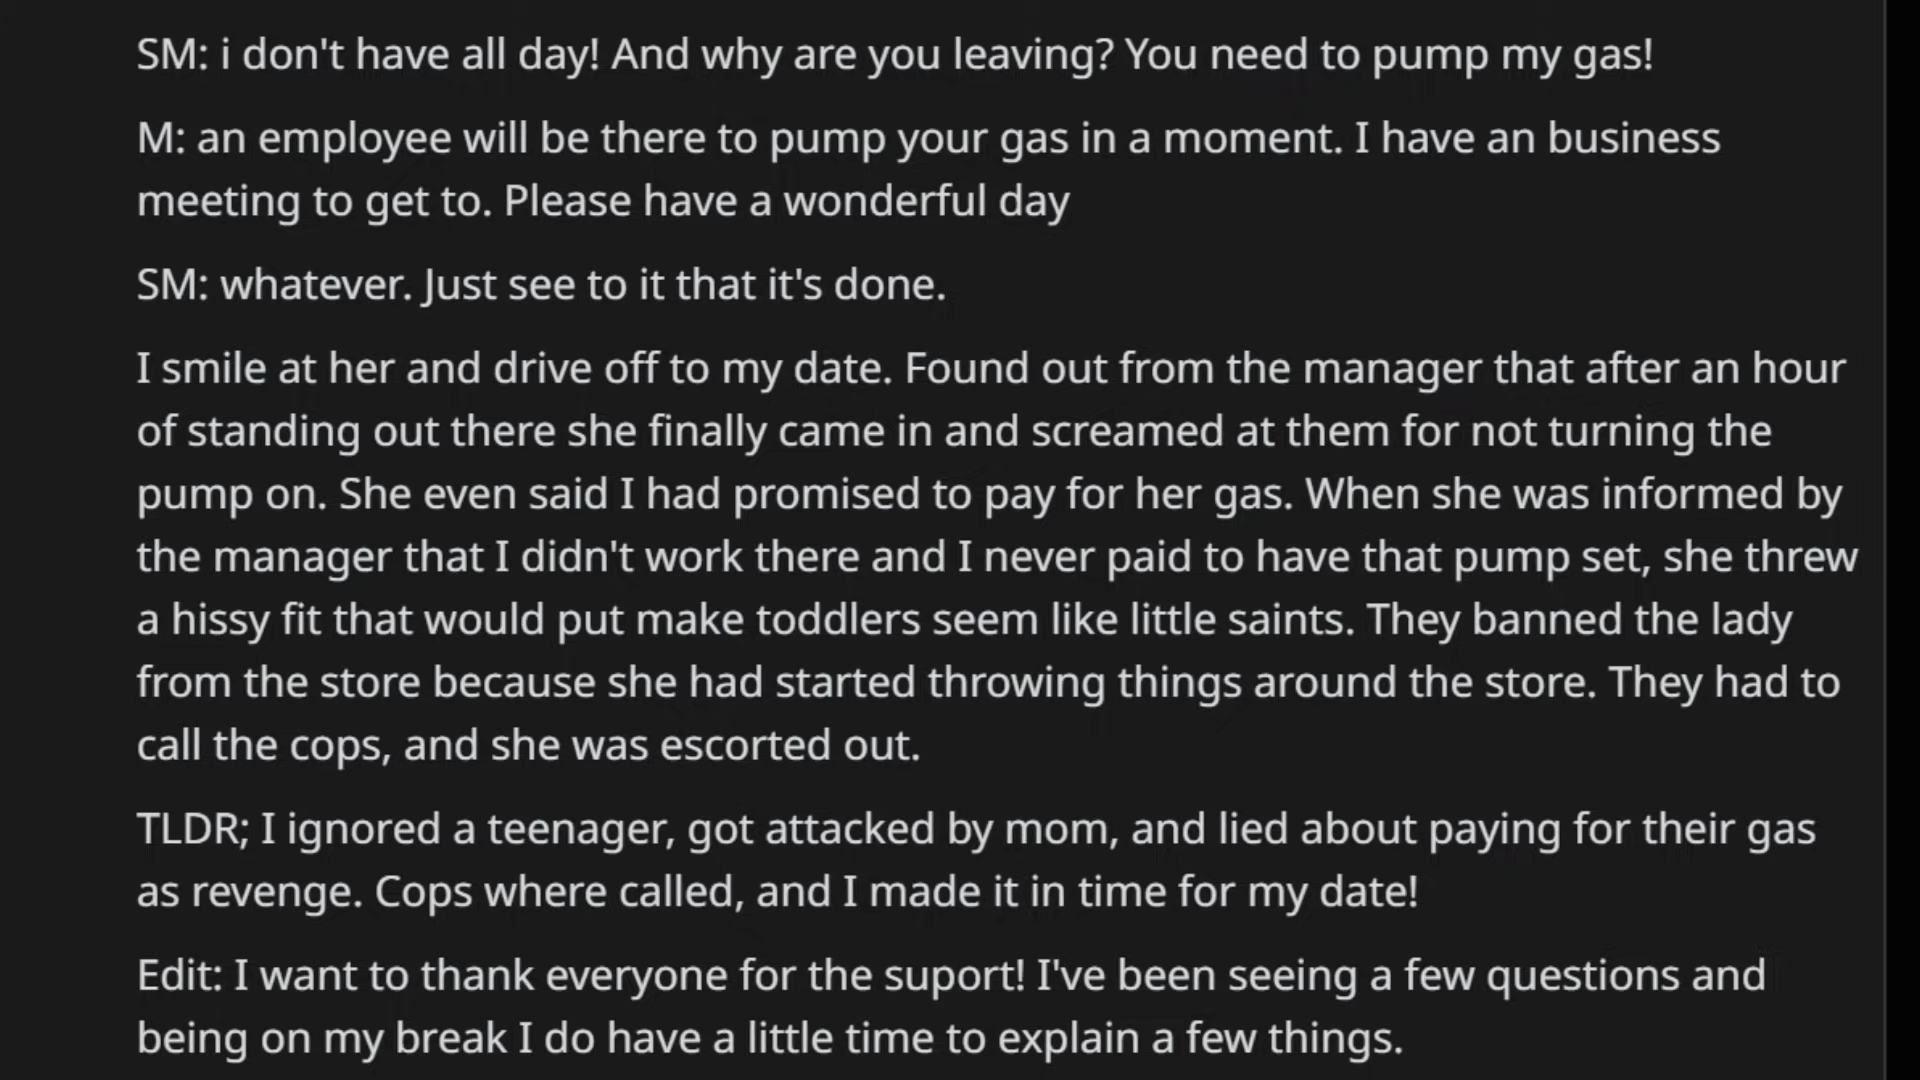 SM: i don't have all day! And why are you leaving? You need to pump my gas!
M: an employee will be there to pump your gas in a moment. I have an business
meeting to get to. Please have a wonderful day
SM: whatever. Just see to it that it's done.
I smile at her and drive off to my date. Found out from the manager that after an hour
of standing out there she finally came in and screamed at them for not turning the
pump on. She even said I had promised to pay for her gas. When she was informed by
the manager that I didn't work there and I never paid to have that pump set, she threw
a hissy fit that would put make toddlers seem like little saints. They banned the lady
from the store because she had started throwing things around the store. They had to
call the cops, and she was escorted out.
TLDR; I ignored a teenager, got attacked by mom, and lied about paying for their gas
as revenge. Cops where called, and I made it in time for my date!
Edit: I want to thank everyone for the suport! I've been seeing a few questions and
being on my break I do have a little time to explain a few things.